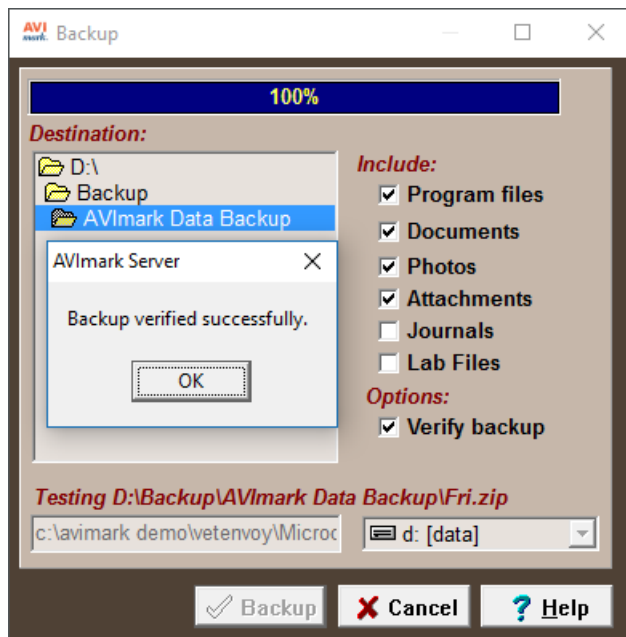 AVI
mark
Backup
100%
Destination:
D:\
Backup
AVImark Data Backup
AVImark Server
Backup verified successfully.
OK
Include:
Program files
Documents
Photos
Attachments
Journals
Lab Files
Options:
Verify backup
Testing D:\Backup\AVImark Data Backup\Fri.zip
c:\avimark demo\vetenvoy\Microc
d: [data]
Backup
Cancel
Help